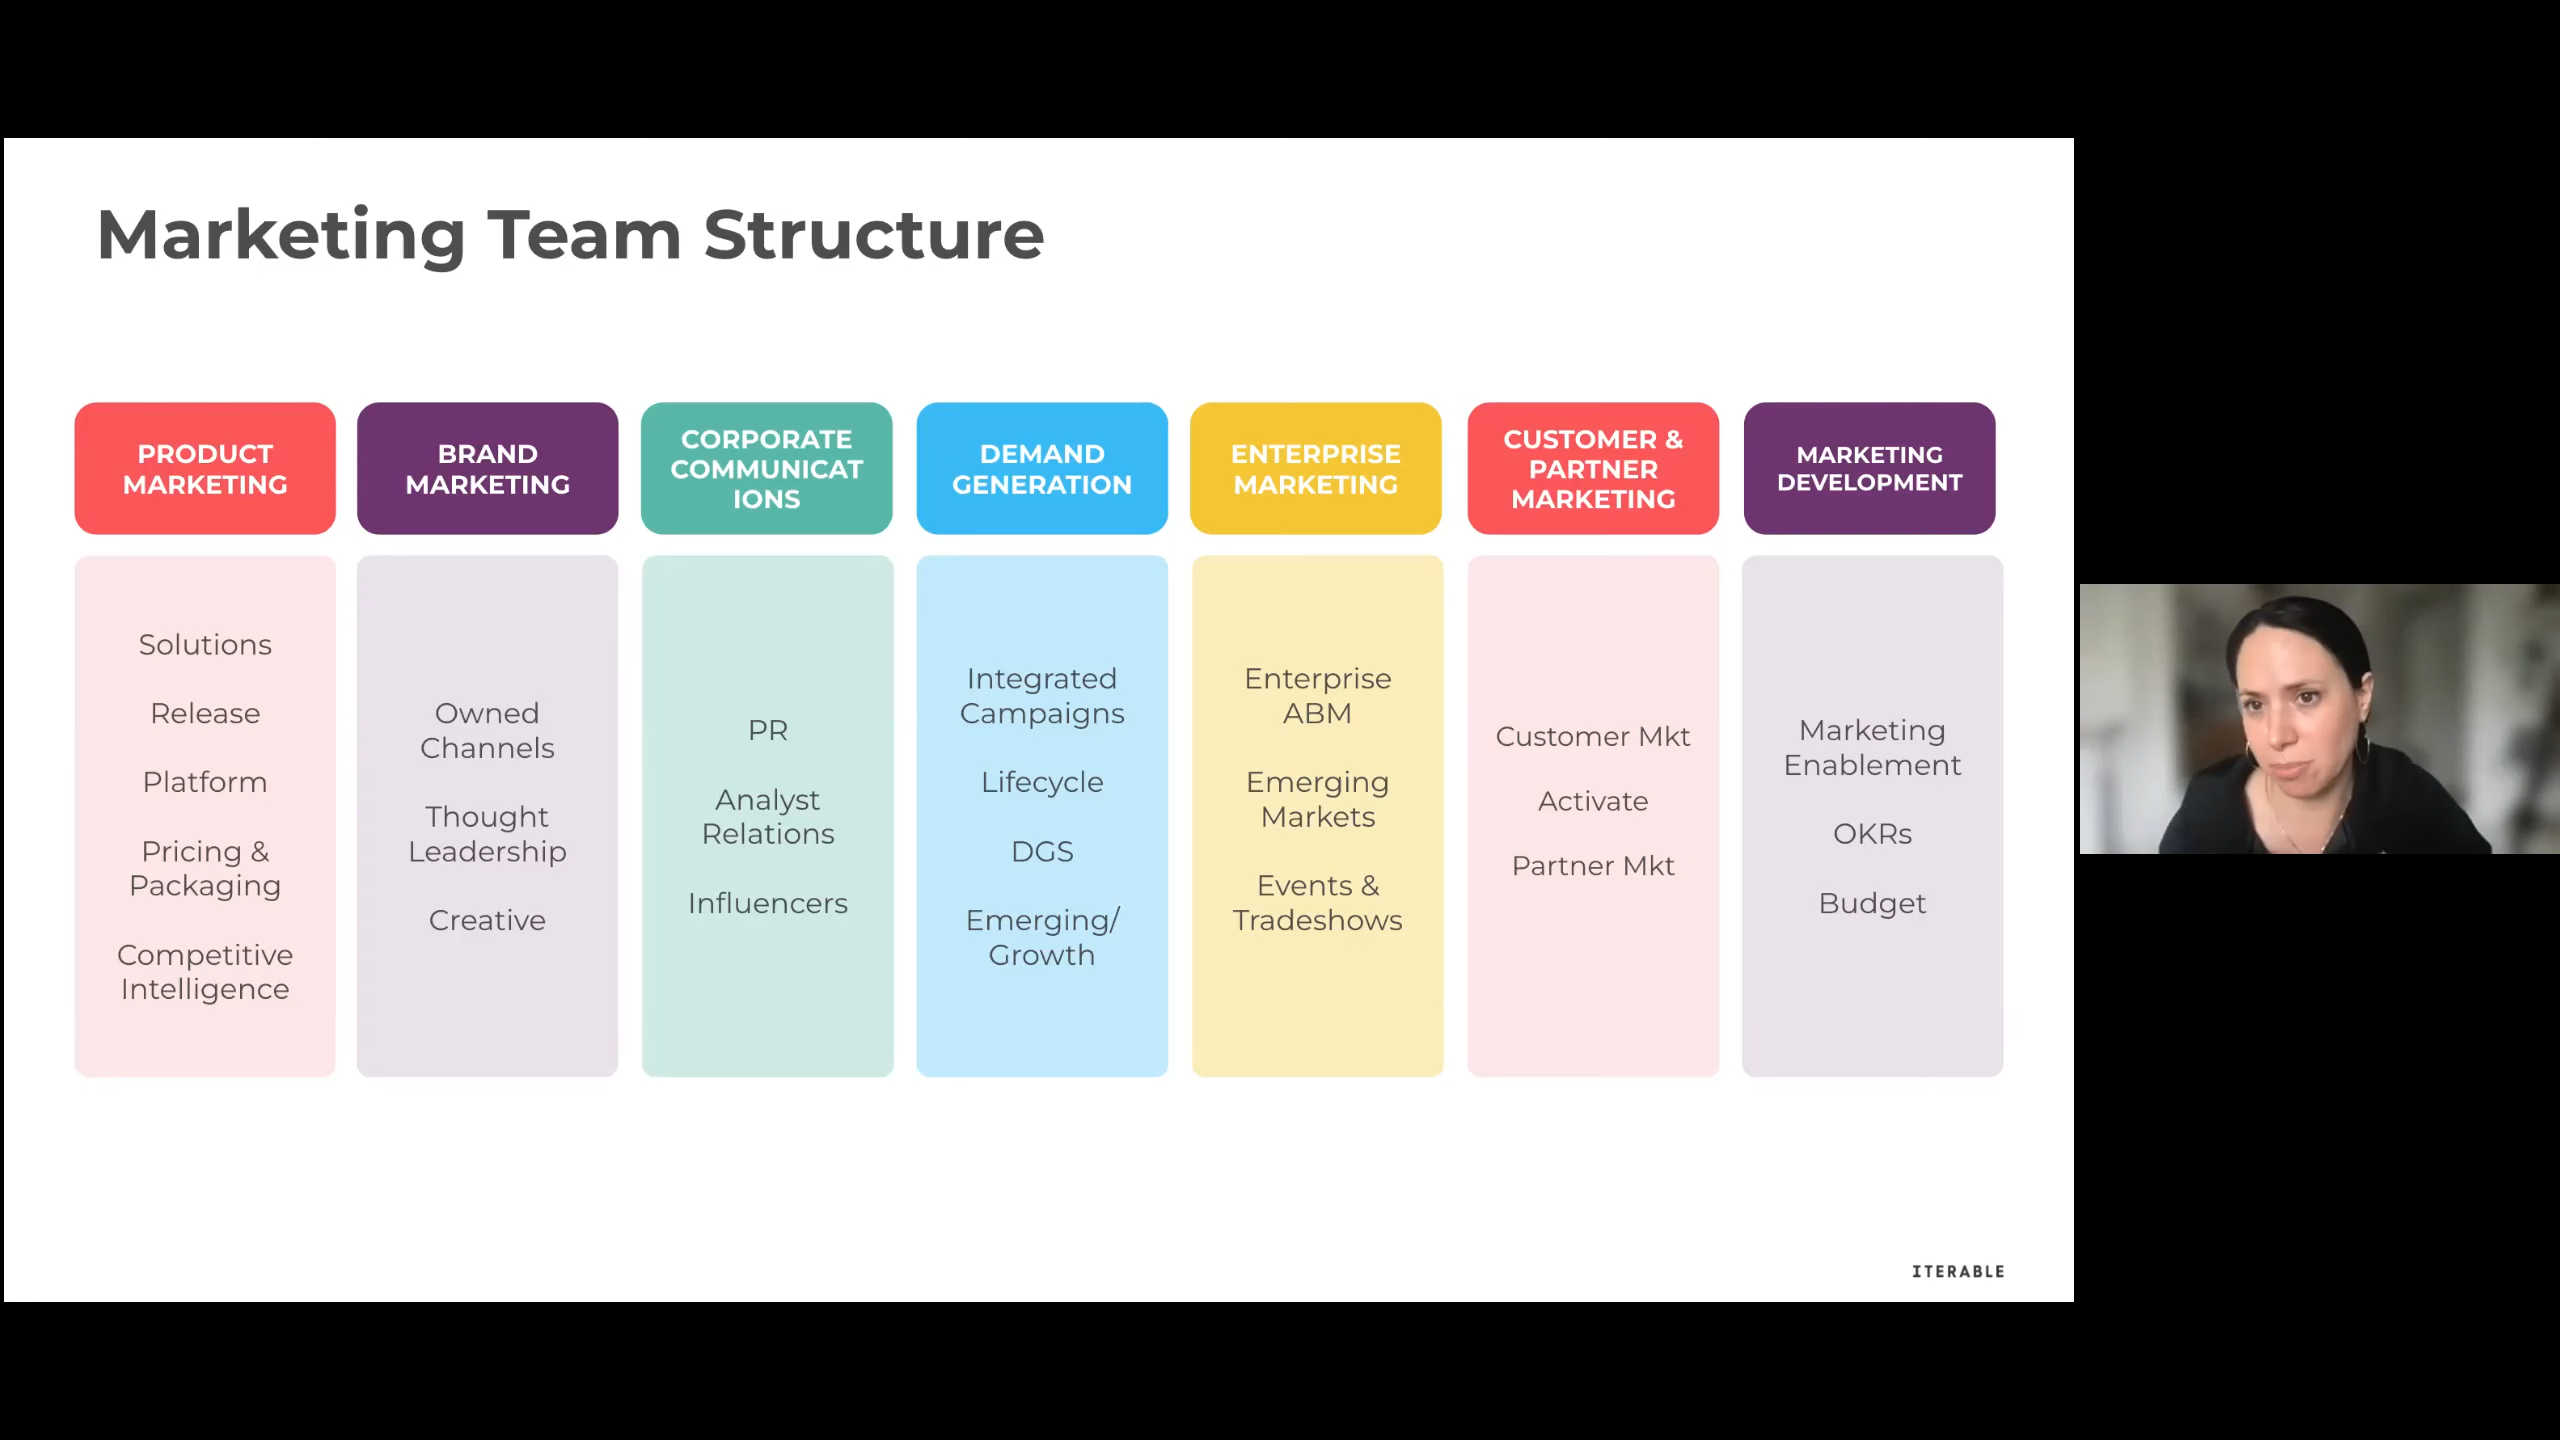 Marketing Team Structure
PRODUCT
MARKETING
Solutions
Release
Platform
Pricing &
Packaging
Competitive
Intelligence
BRAND
MARKETING
Owned
Channels
Thought
Leadership
Creative
CORPORATE
COMMUNICAT
IONS
PR
Analyst
Relations
Influencers
DEMAND
GENERATION
Integrated
Campaigns
Lifecycle
DGS
Emerging/
Growth
ENTERPRISE
MARKETING
Enterprise
ABM
Emerging
Markets
Events &
Tradeshows
CUSTOMER &
PARTNER
MARKETING
Customer Mkt
Activate
Partner Mkt
MARKETING
DEVELOPMENT
Marketing
Enablement
OKRs
Budget
ITERABLE